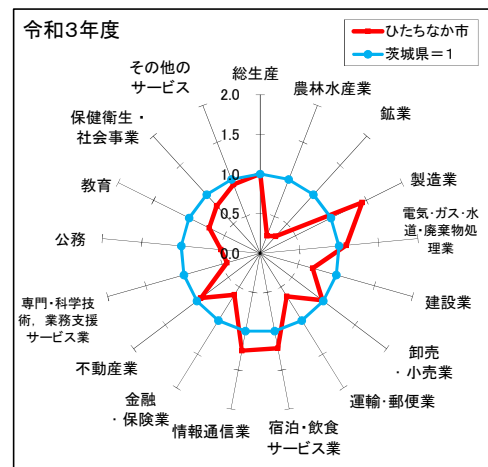 令和3年度
ひたちなか市
茨城県＝1
総生産
農林水産業
鉱業
製造業
電気･ガス･水
道･廃棄物処
理業
建設業
卸売
・小売業
運輸・郵便業
宿泊・飲食
サービス業
情報通信業
金融
・保険業
不動産業
専門・科学技
術，業務支援
サービス業
公務
教育
保健衛生・
社会事業
その他の
サービス
2.0
1.5
1.0
0.5
0.0